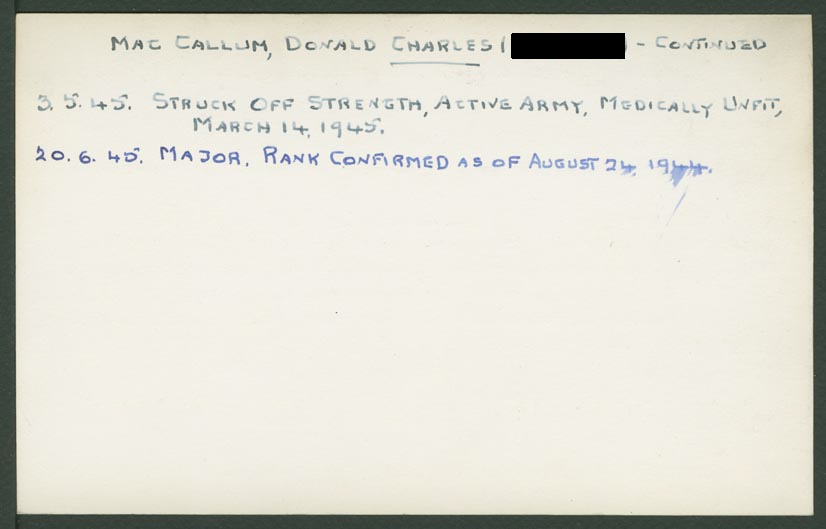 MAC CALLUM, DONALD CHARLES ( ) - CONTINUED
3. 5. 45. STRUCK OFF STRENGTH, ACTIVE ARMY, MEDICALLY UNFIT,
MARCH 14, 1945.
20. 6. 45. MAJOR. RANK CONFIRMED AS OF AUGUST 24, 1944.